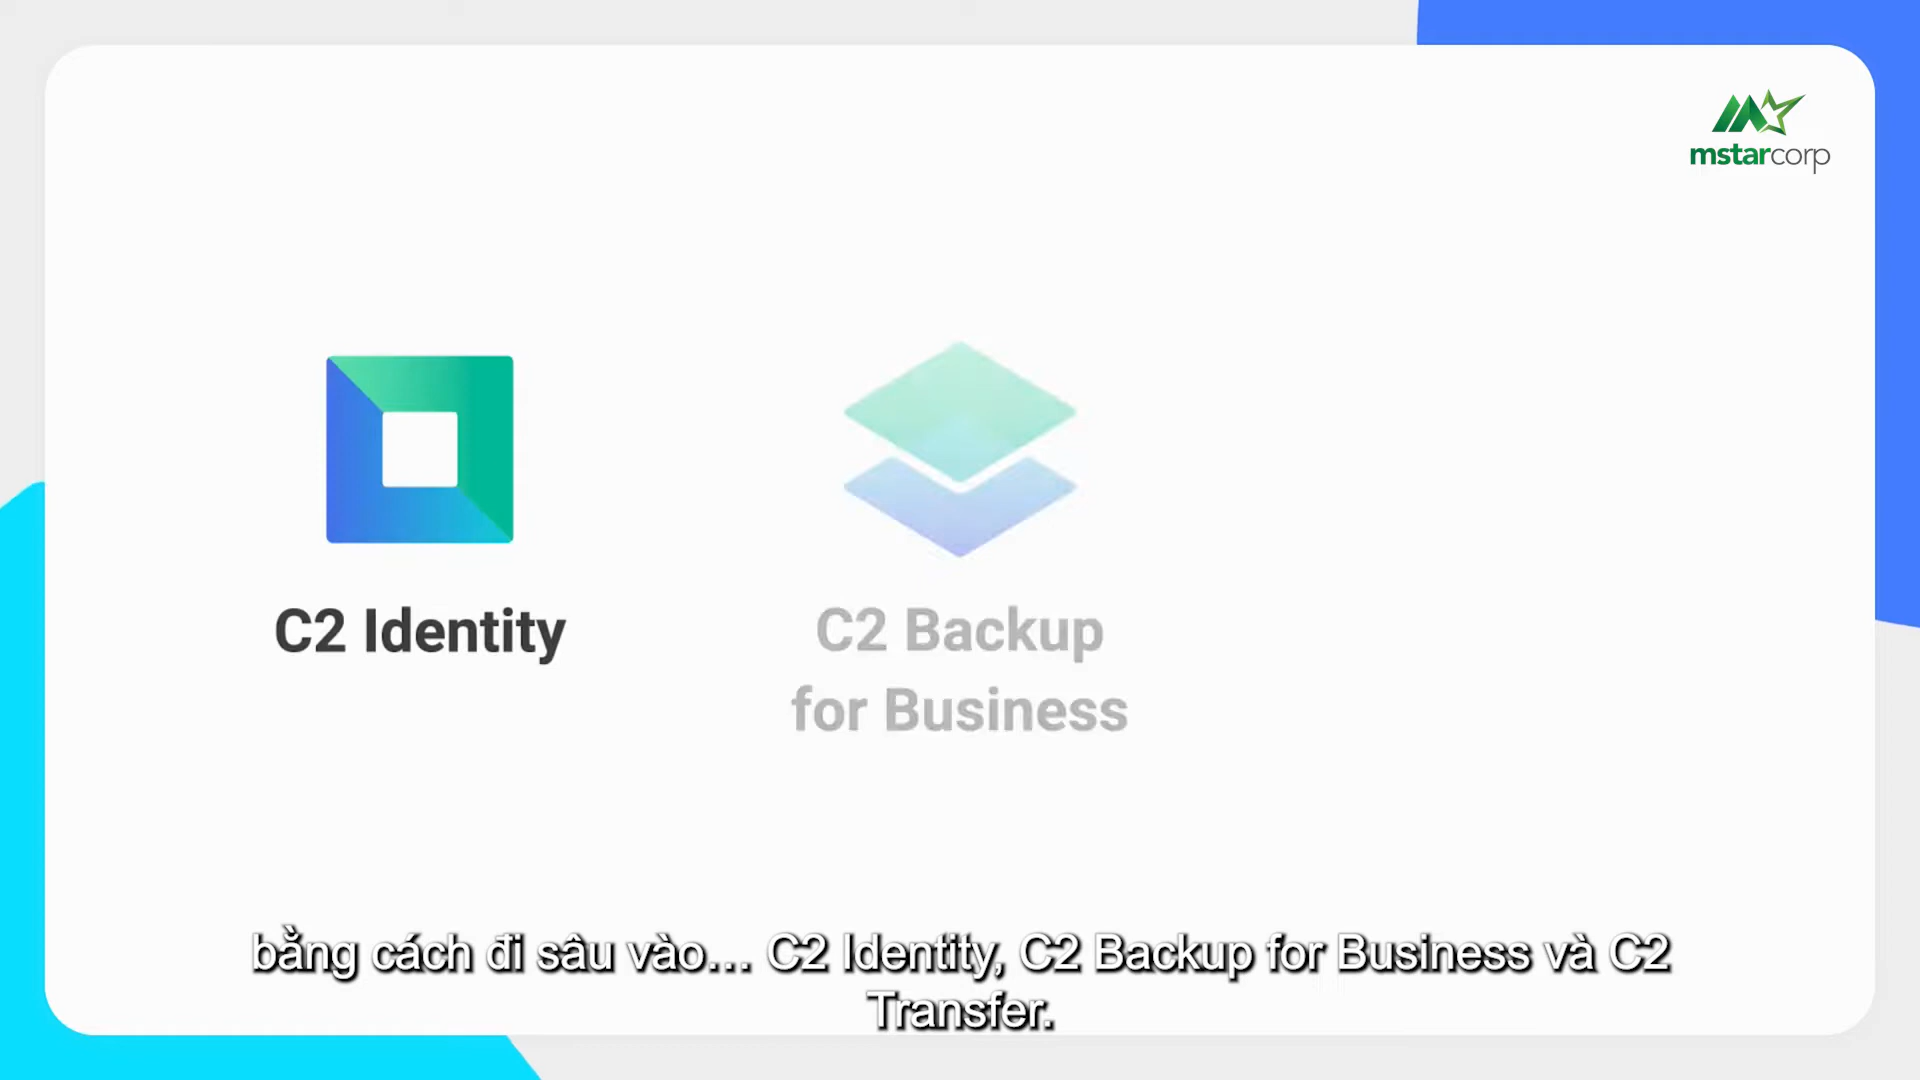 mstarcorp
C2 Identity
C2 Backup
for Business
bằng cách đi sâu vào... C2 Identity, C2 Backup for Business và C2
Transfer.